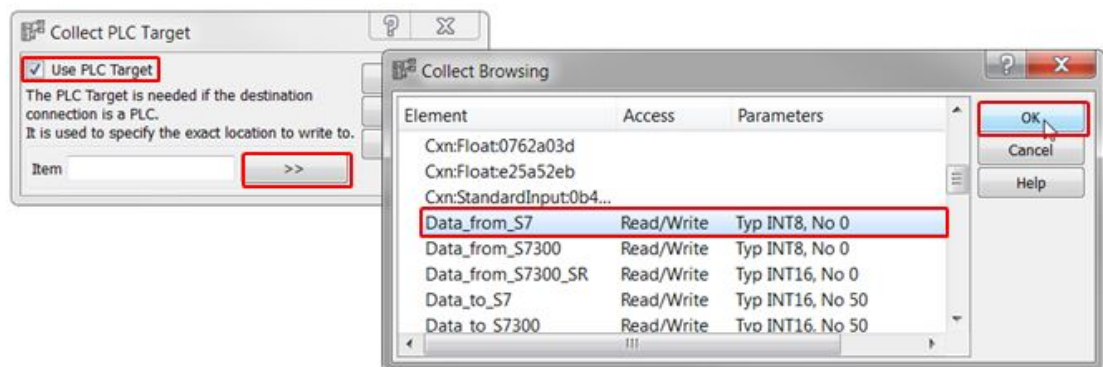 Collect PLC Target
Use PLC Target
The PLC Target is needed if the destination
connection is a PLC.
It is used to specify the exact location to write to.
Item >>
Collect Browsing
Element Access Parameters
Cxn:Float:0762a03d
Cxn:Float:e25a52eb
Cxn:StandardInput:0b4...
Data_from_S7 Read/Write Typ INT8, No 0
Data_from_S7300 Read/Write Typ INT8, No 0
Data_from_S7300_SR Read/Write Typ INT16, No 0
Data_to_S7 Read/Write Typ INT16, No 50
Data_to_S7300 Read/Write Typ INT16, No 50
OK
Cancel
Help